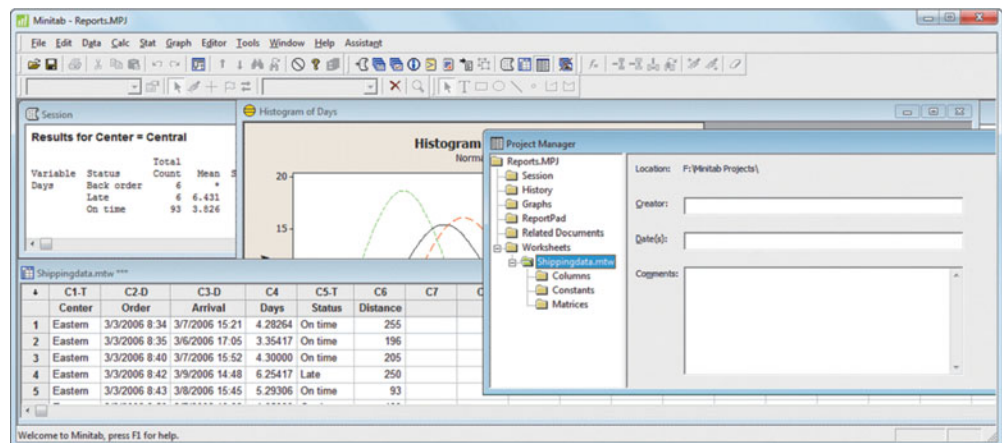 Minitab - Reports.MPJ
File Edit Data Calc Stat Graph Editor Tools Window Help Assistant
Session
Results for Center = Central
Total
Variable Status Count Mean S
Days Back order 6 *
Late 6 6.431
On time 93 3.826
Histogram of Days
Histogram
Norma
20
15
Project Manager
Reports.MPJ
Session
History
Graphs
ReportPad
Related Documents
Worksheets
Shippingdata.mtw
Columns
Constants
Matrices
Location: F:\Minitab Projects\
Creator:
Date(s):
Comments:
Shippingdata.mtw ***
C1-T C2-D C3-D C4 C5-T C6 C7 C
Center Order Arrival Days Status Distance
1 Eastern 3/3/2006 8:34 3/7/2006 15:21 4.28264 On time 255
2 Eastern 3/3/2006 8:35 3/6/2006 17:05 3.35417 On time 196
3 Eastern 3/3/2006 8:40 3/7/2006 15:52 4.30000 On time 205
4 Eastern 3/3/2006 8:42 3/9/2006 14:48 6.25417 Late 250
5 Eastern 3/3/2006 8:43 3/8/2006 15:45 5.29306 On time 93
Welcome to Minitab, press F1 for help.